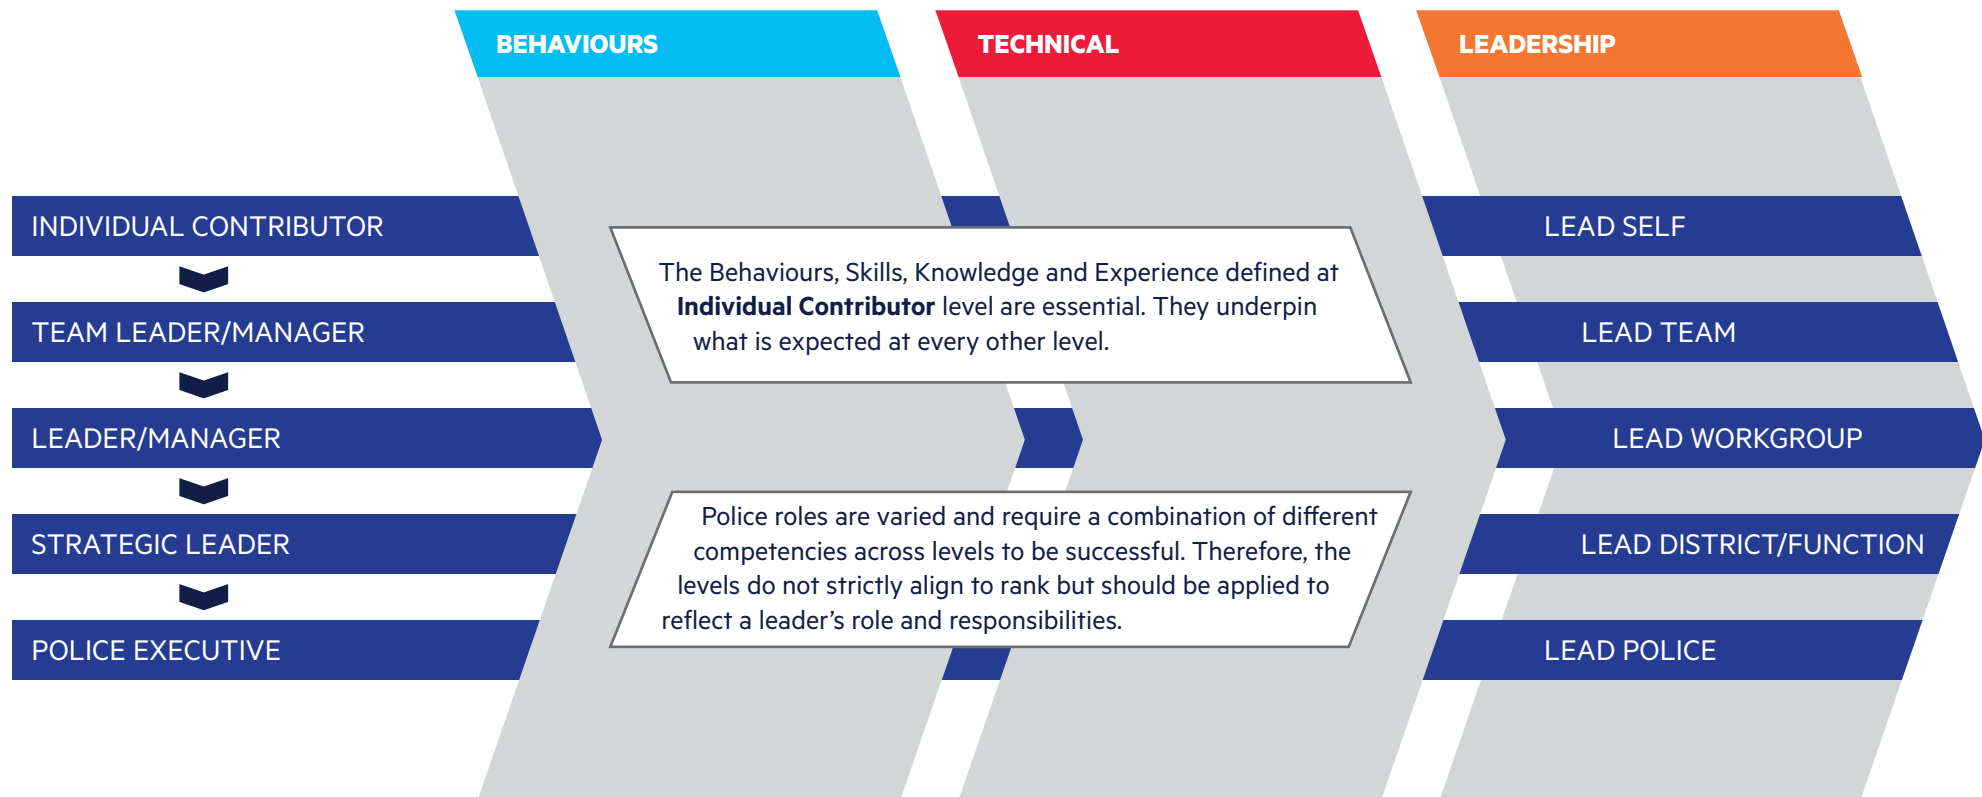 BEHAVIOURS
TECHNICAL
LEADERSHIP
INDIVIDUAL CONTRIBUTOR
LEAD SELF
The Behaviours, Skills, Knowledge and Experience defined at
Individual Contributor level are essential. They underpin
what is expected at every other level.
TEAM LEADER/MANAGER
LEAD TEAM
LEADER/MANAGER
LEAD WORKGROUP
Police roles are varied and require a combination of different
competencies across levels to be successful. Therefore, the
levels do not strictly align to rank but should be applied to
reflect a leader’s role and responsibilities.
STRATEGIC LEADER
LEAD DISTRICT/FUNCTION
POLICE EXECUTIVE
LEAD POLICE